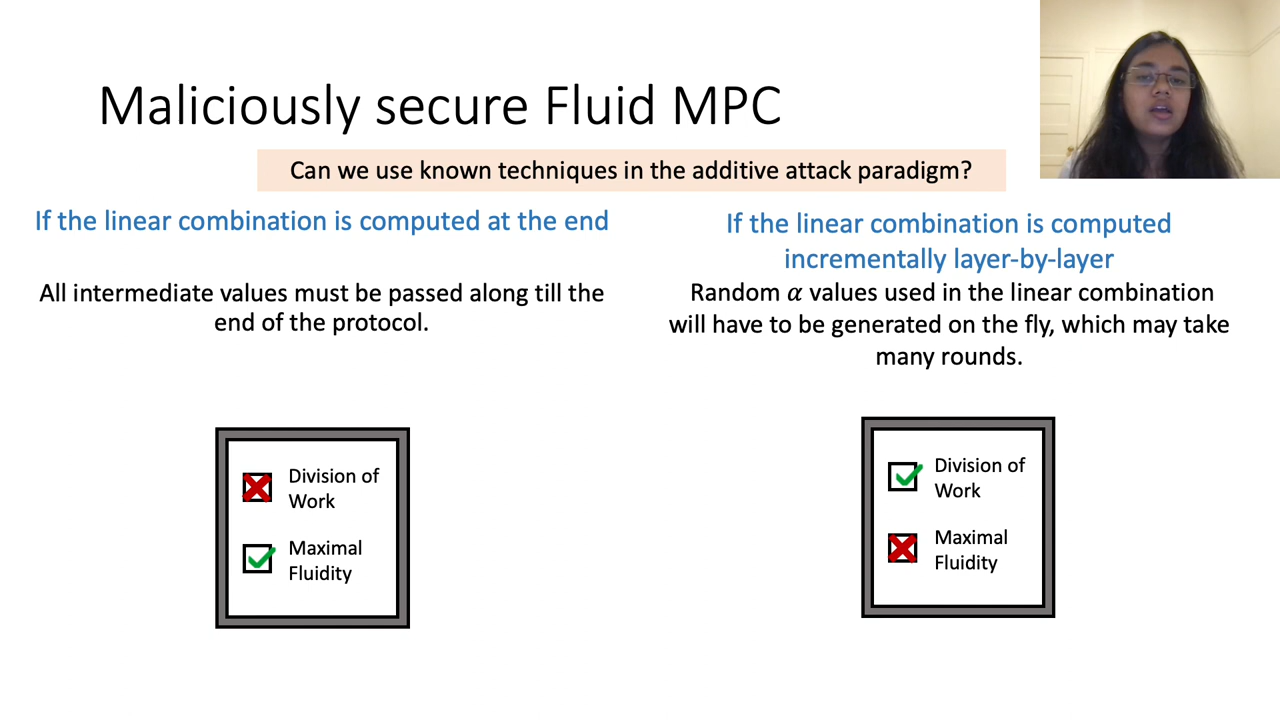 Maliciously secure Fluid MPC
Can we use known techniques in the additive attack paradigm?
If the linear combination is computed at the end
All intermediate values must be passed along till the
end of the protocol.
Division of
Work
Maximal
Fluidity
If the linear combination is computed
incrementally layer-by-layer
Random 𝛼 values used in the linear combination
will have to be generated on the fly, which may take
many rounds.
Division of
Work
Maximal
Fluidity